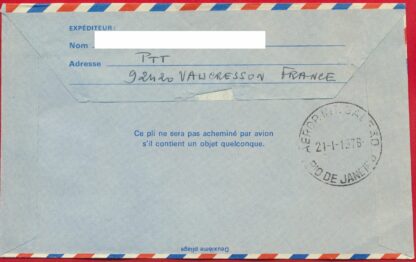 EXPÉDITEUR:
Nom
Adresse PTT
92420 VAUCRESSON FRANCE
Ce pli ne sera pas acheminé par avion
s'il contient un objet quelconque.
21-1-1976
RIO DE JANEIRO
Deuxième pliage